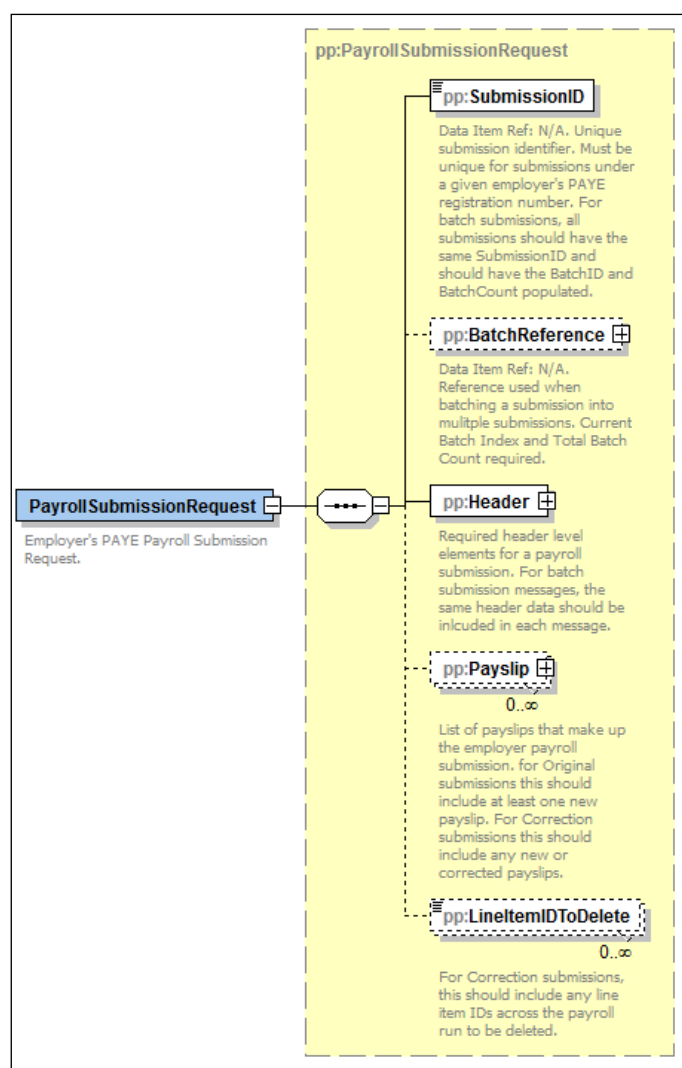 pp:PayrollSubmissionRequest
pp:SubmissionID
Data Item Ref: N/A. Unique
submission identifier. Must be
unique for submissions under
a given employer's PAYE
registration number. For
batch submissions, all
submissions should have the
same SubmissionID and
should have the BatchID and
BatchCount populated.
pp:BatchReference
Data Item Ref: N/A.
Reference used when
batching a submission into
mulitple submissions. Current
Batch Index and Total Batch
Count required.
PayrollSubmissionRequest
Employer's PAYE Payroll Submission
Request.
pp:Header
Required header level
elements for a payroll
submission. For batch
submission messages, the
same header data should be
inlcuded in each message.
pp:Payslip
0..∞
List of payslips that make up
the employer payroll
submission. for Original
submissions this should
include at least one new
payslip. For Correction
submissions this should
include any new or
corrected payslips.
pp:LineItemIDToDelete
0..∞
For Correction submissions,
this should include any line
item IDs across the payroll
run to be deleted.